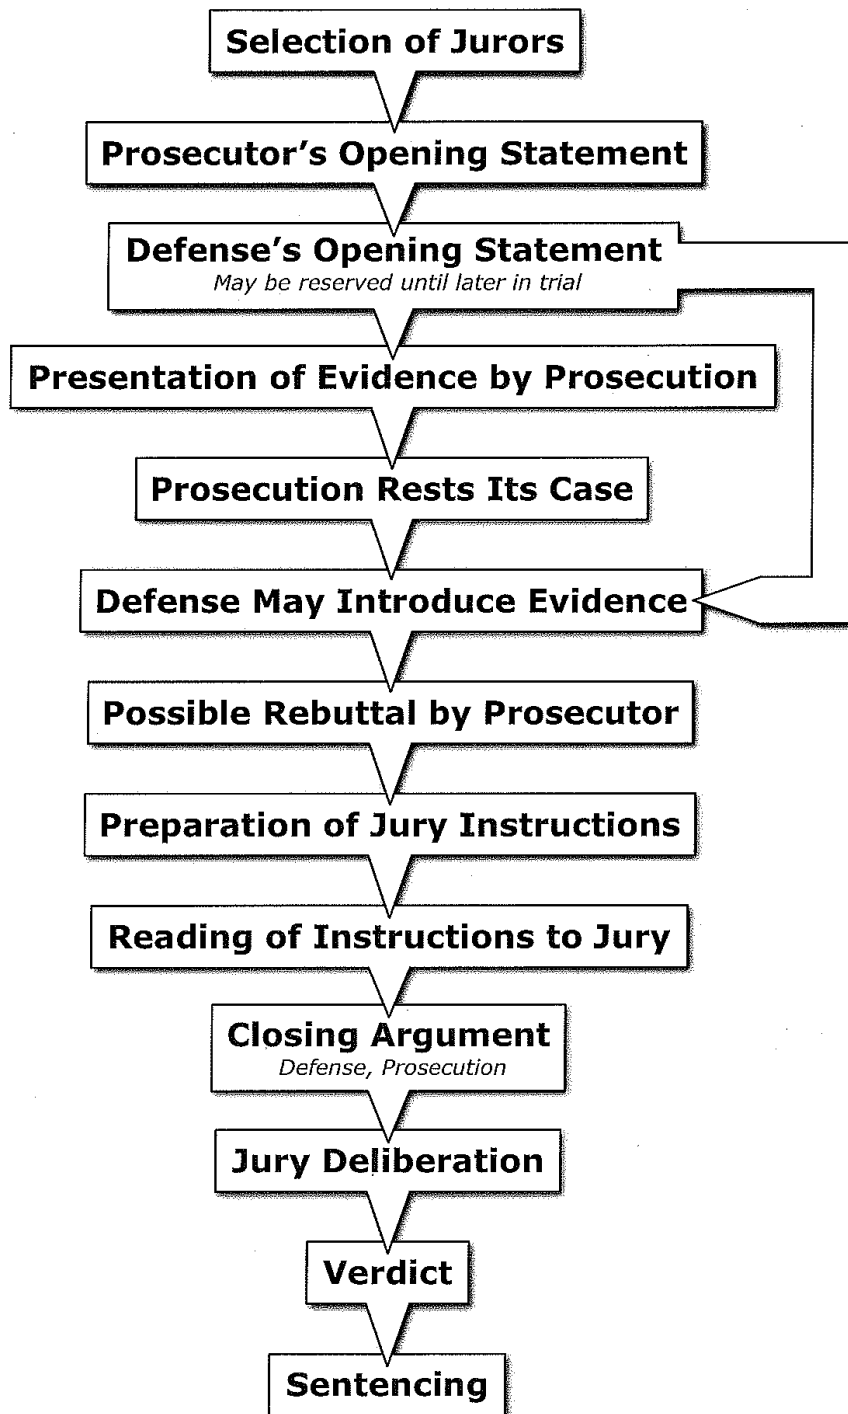 Selection of Jurors
Prosecutor's Opening Statement
Defense's Opening Statement
May be reserved until later in trial
Presentation of Evidence by Prosecution
Prosecution Rests Its Case
Defense May Introduce Evidence
Possible Rebuttal by Prosecutor
Preparation of Jury Instructions
Reading of Instructions to Jury
Closing Argument
Defense, Prosecution
Jury Deliberation
Verdict
Sentencing